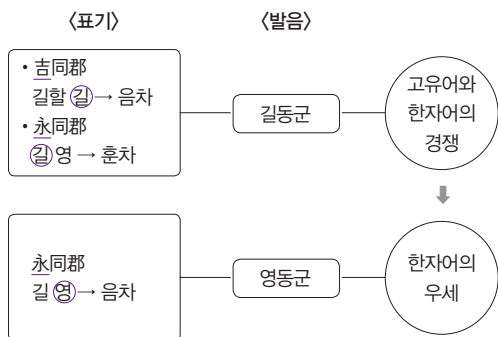 〈표기〉 〈발음〉
• 吉同郡
길할 길 → 음차
• 永同郡
길 영 → 훈차
길동군
고유어와
한자어의
경쟁
永同郡
길 영 → 음차
영동군
한자어의
우세